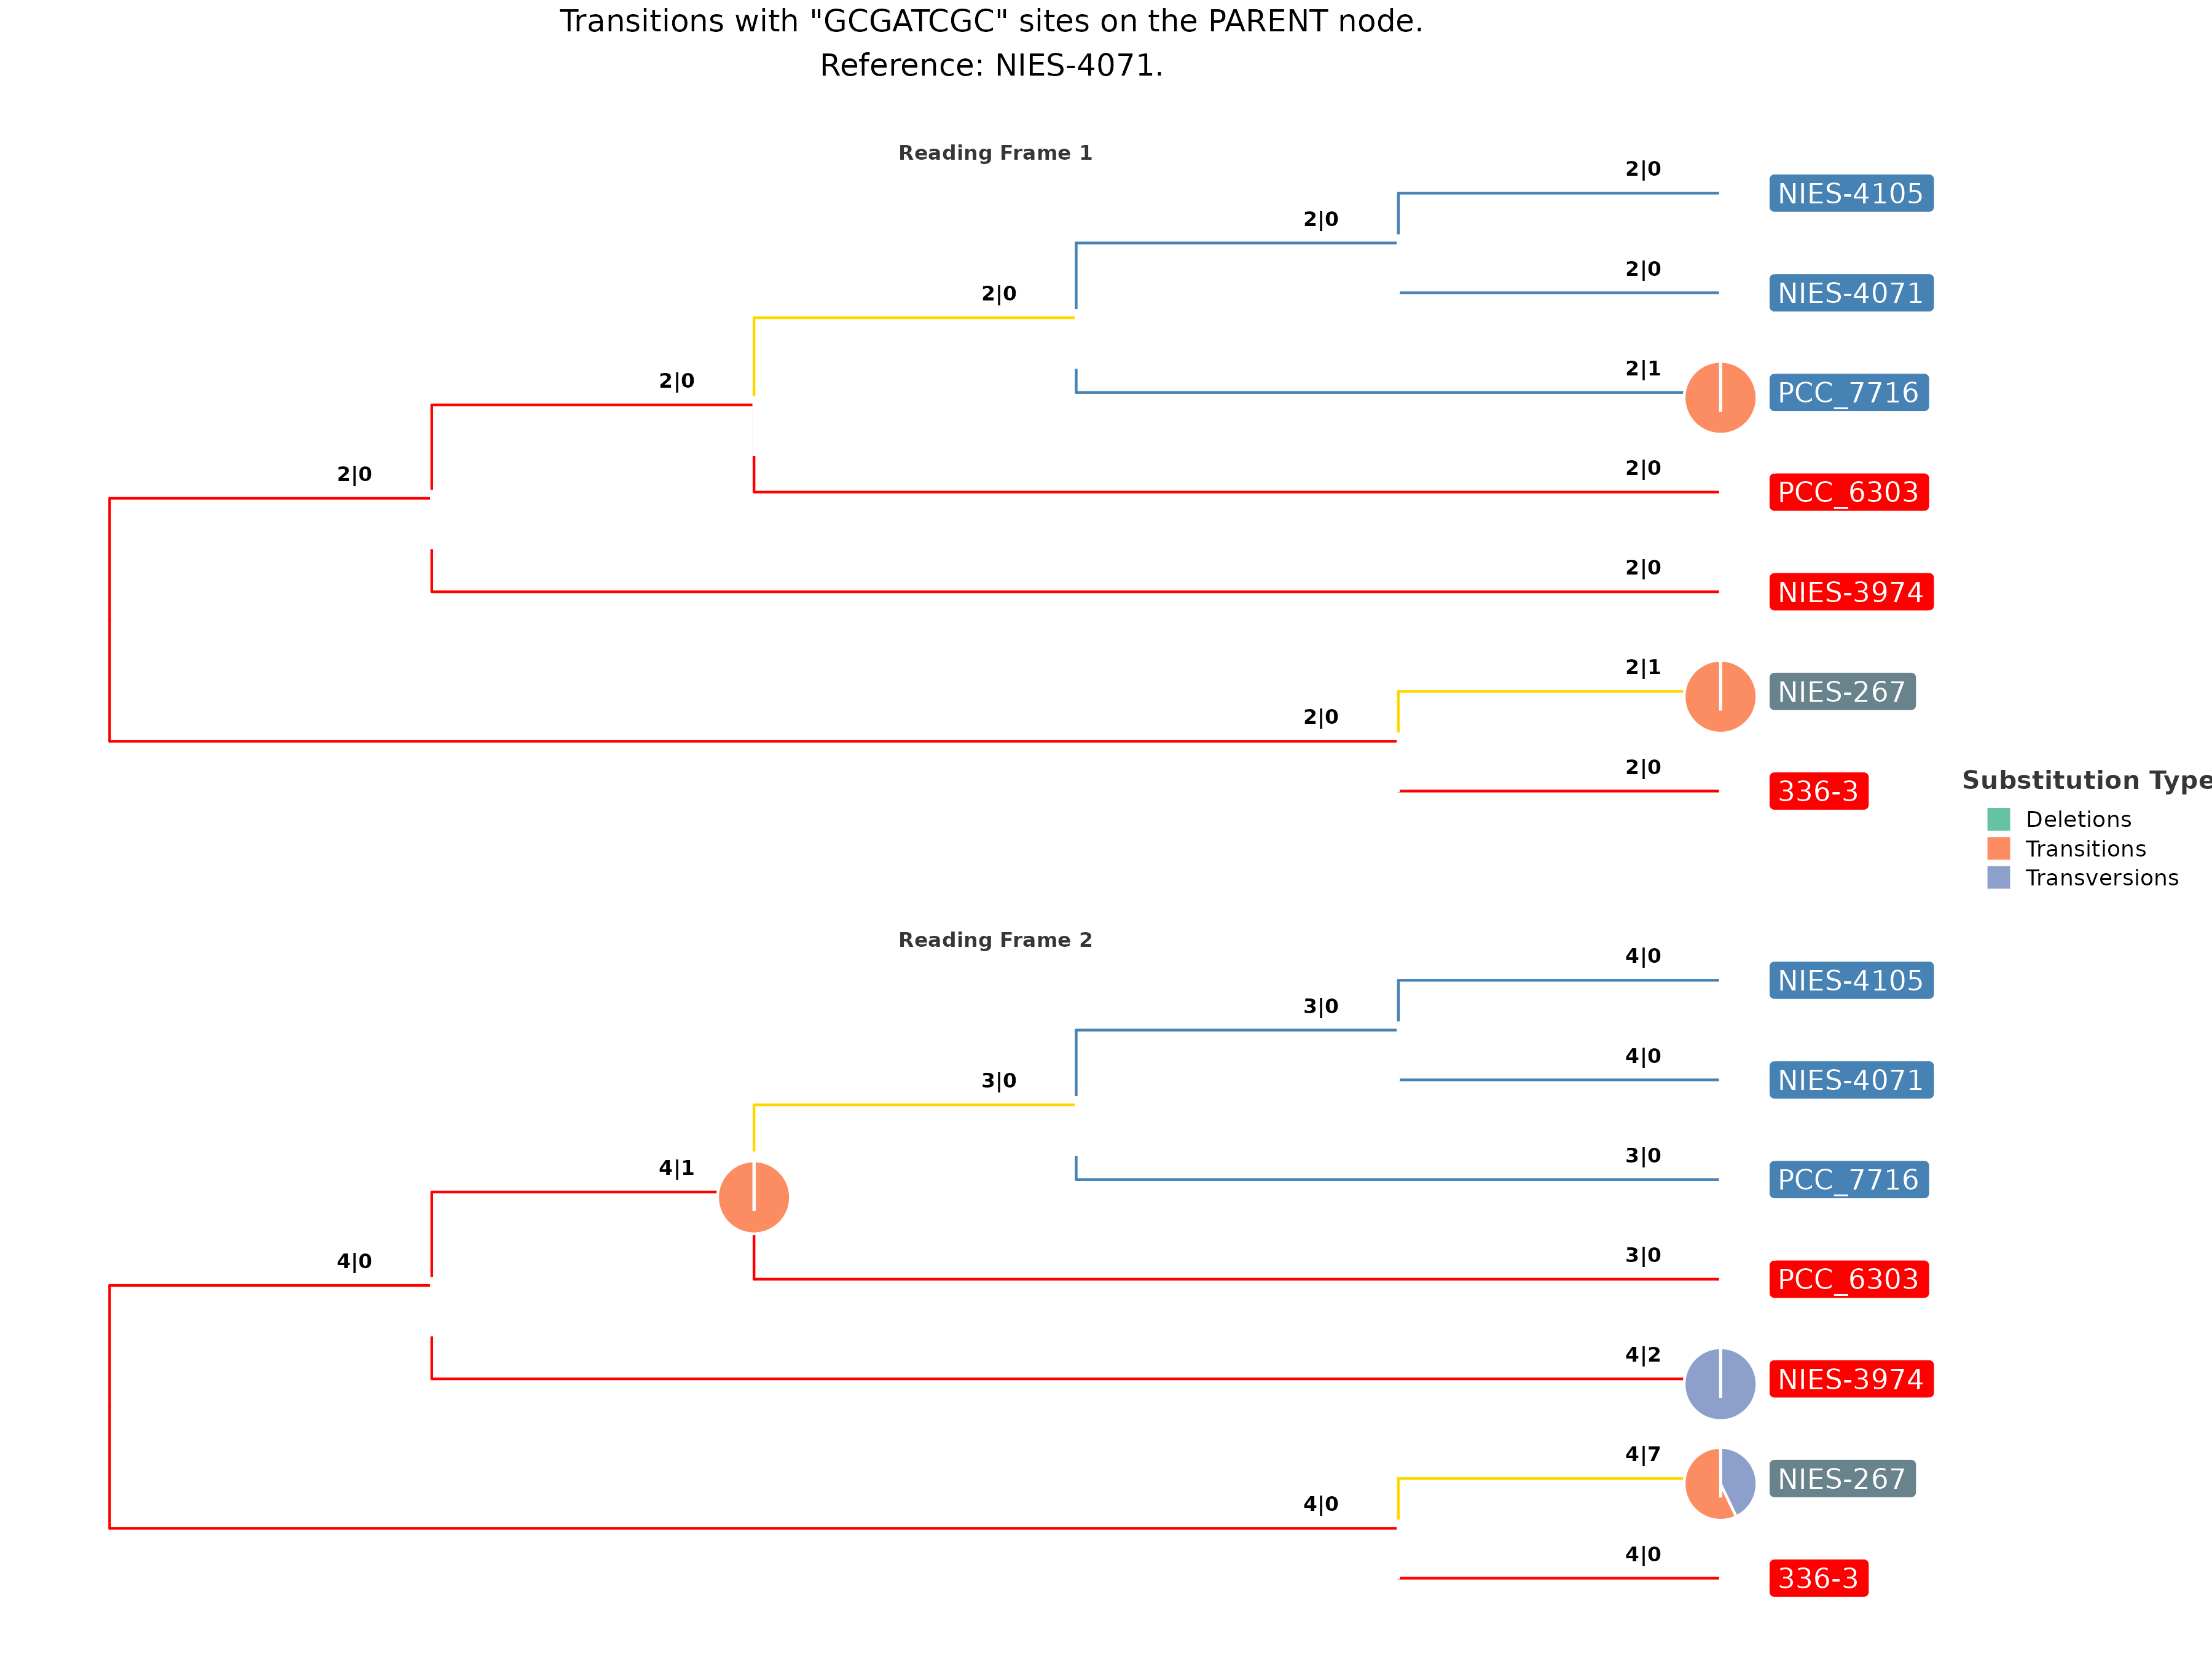 Transitions with "GCGATCGC" sites on the PARENT node.
Reference: NIES-4071.
Reading Frame 1
2|0
NIES-4105
2|0
2|0
NIES-4071
2|0
2|1
PCC_7716
2|0
2|0
PCC_6303
2|0
2|0
NIES-3974
2|1
NIES-267
2|0
2|0
336-3
Substitution Type
Deletions
Transitions
Transversions
Reading Frame 2
4|0
NIES-4105
3|0
4|0
NIES-4071
3|0
3|0
PCC_7716
4|1
3|0
PCC_6303
4|0
4|2
NIES-3974
4|7
NIES-267
4|0
4|0
336-3